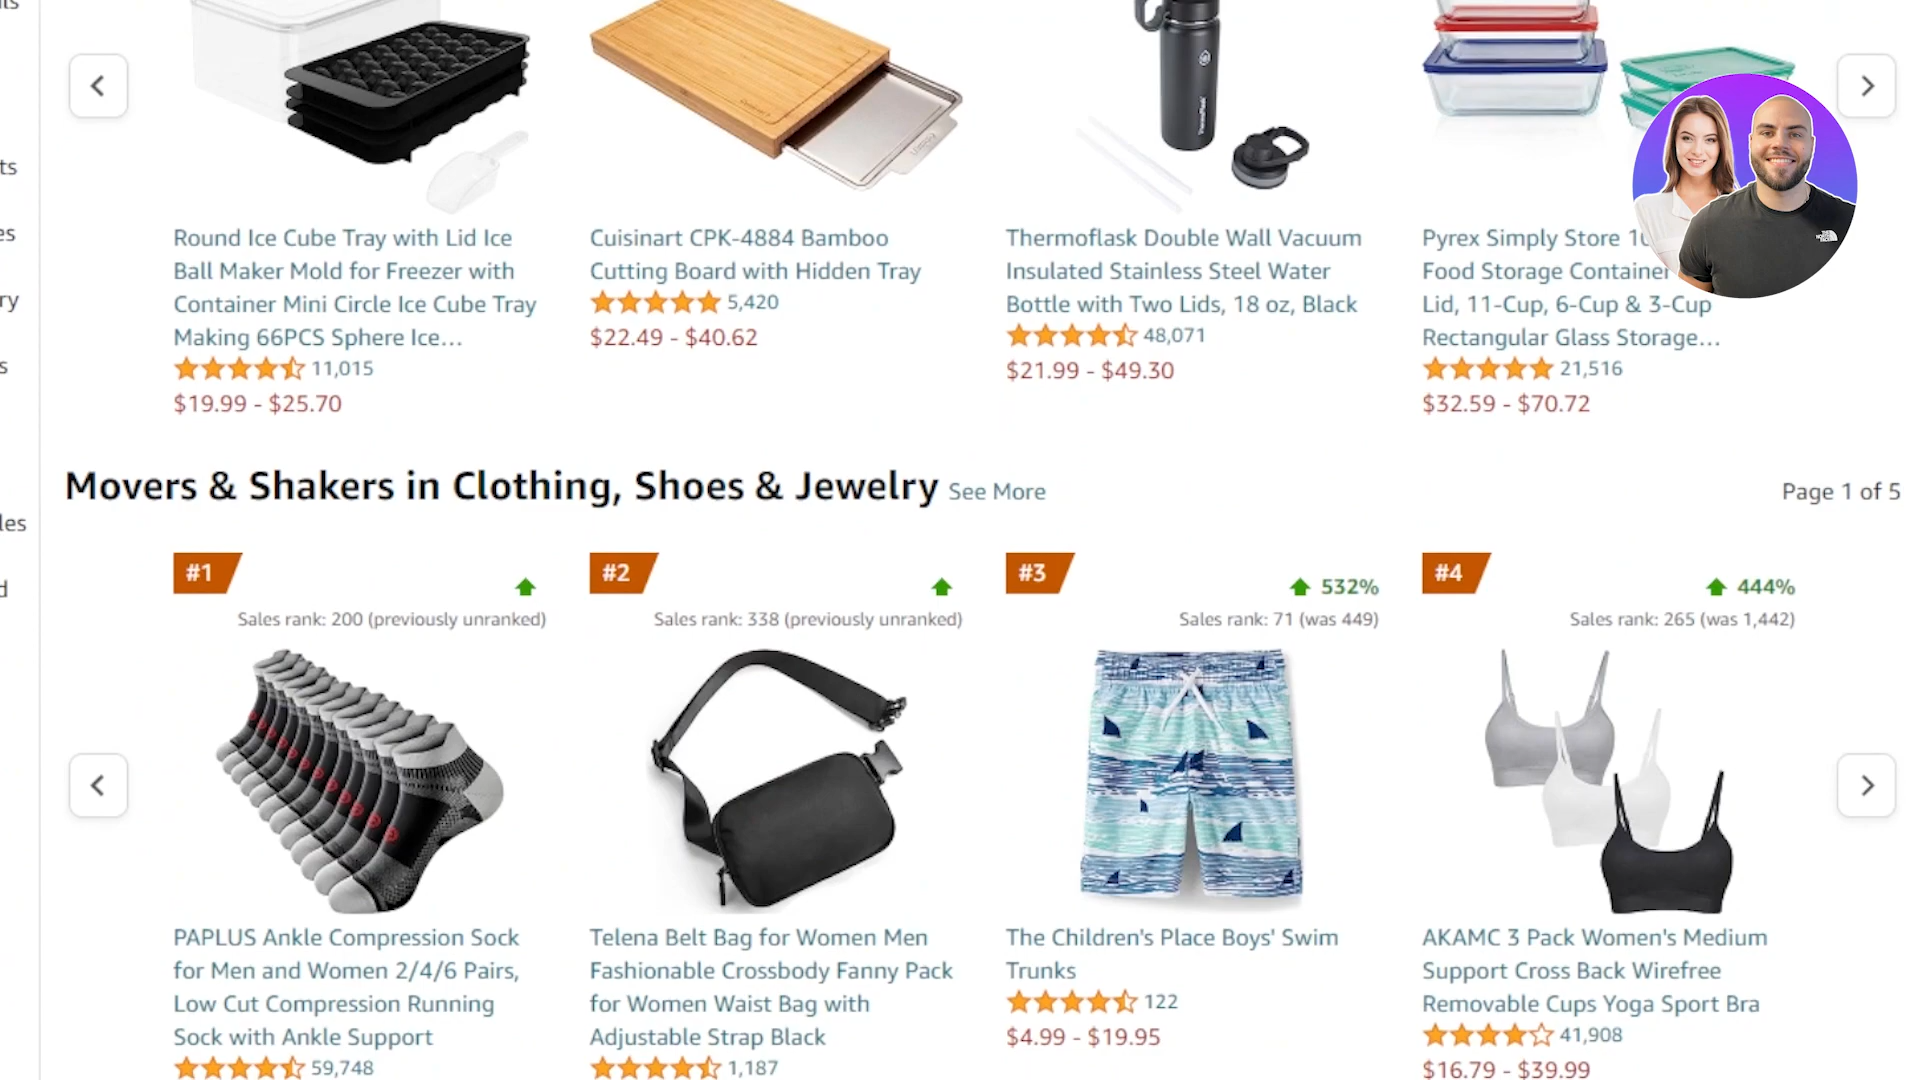 ts
es
ry
s
les
d
Round Ice Cube Tray with Lid Ice
Ball Maker Mold for Freezer with
Container Mini Circle Ice Cube Tray
Making 66PCS Sphere Ice...
11,015
$19.99 - $25.70
Cuisinart CPK-4884 Bamboo
Cutting Board with Hidden Tray
5,420
$22.49 - $40.62
Thermoflask Double Wall Vacuum
Insulated Stainless Steel Water
Bottle with Two Lids, 18 oz, Black
48,071
$21.99 - $49.30
Pyrex Simply Store 10
Food Storage Container
Lid, 11-Cup, 6-Cup & 3-Cup
Rectangular Glass Storage...
21,516
$32.59 - $70.72
THE
NORTH
FACE
Movers & Shakers in Clothing, Shoes & Jewelry See More
Page 1 of 5
#1
Sales rank: 200 (previously unranked)
PAPLUS Ankle Compression Sock
for Men and Women 2/4/6 Pairs,
Low Cut Compression Running
Sock with Ankle Support
59,748
#2
Sales rank: 338 (previously unranked)
Telena Belt Bag for Women Men
Fashionable Crossbody Fanny Pack
for Women Waist Bag with
Adjustable Strap Black
1,187
#3
532%
Sales rank: 71 (was 449)
The Children's Place Boys' Swim
Trunks
122
$4.99 - $19.95
#4
444%
Sales rank: 265 (was 1,442)
AKAMC 3 Pack Women's Medium
Support Cross Back Wirefree
Removable Cups Yoga Sport Bra
41,908
$16.79 - $39.99